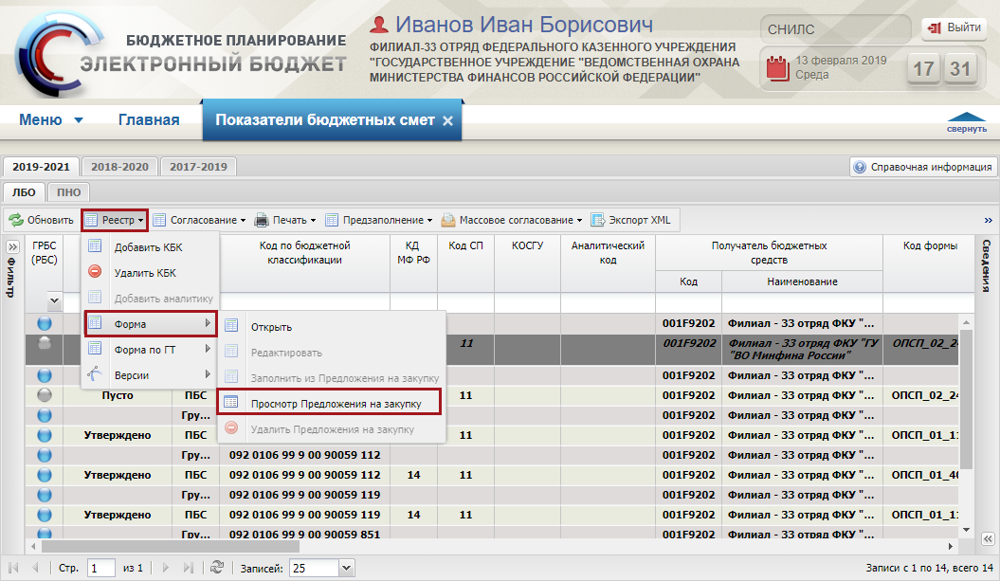 БЮДЖЕТНОЕ ПЛАНИРОВАНИЕ
ЭЛЕКТРОННЫЙ БЮДЖЕТ
Иванов Иван Борисович
ФИЛИАЛ-33 ОТРЯД ФЕДЕРАЛЬНОГО КАЗЕННОГО УЧРЕЖДЕНИЯ
"ГОСУДАРСТВЕННОЕ УЧРЕЖДЕНИЕ "ВЕДОМСТВЕННАЯ ОХРАНА
МИНИСТЕРСТВА ФИНАНСОВ РОССИЙСКОЙ ФЕДЕРАЦИИ"
СНИЛС
Выйти
13 февраля 2019
Среда
17 31
Меню Главная Показатели бюджетных смет
свернуть
2019-2021 2018-2020 2017-2019 Справочная информация
ЛБО ПНО
Обновить Реестр Согласование Печать Предзаполнение Массовое согласование Экспорт XML »
Фильтр
ГРБС
(РБС)
Код по бюджетной
классификации
КД
МФ РФ
Код СП
КОСГУ
Аналитический
код
Получатель бюджетных
средств
Код
Наименование
Код формы
Сведения
Добавить КБК
Удалить КБК
Добавить аналитику
Форма
Форма по ГТ
Версии
Открыть
Редактировать
Заполнить из Предложения на закупку
Просмотр Предложения на закупку
Удалить Предложения на закупку
001F9202 Филиал - 33 отряд ФКУ "...
11 001F9202 Филиал - 33 отряд ФКУ "ГУ
"ВО Минфина России"
ОПСП_02_24
001F9202 Филиал - 33 отряд ФКУ "...
Пусто ПБС 11 001F9202 Филиал - 33 отряд ФКУ "... ОПСП_02_24
Гру... 001F9202 Филиал - 33 отряд ФКУ "...
Утверждено ПБС 11 001F9202 Филиал - 33 отряд ФКУ "... ОПСП_01_11
Гру... 092 0106 99 9 00 90059 112 001F9202 Филиал - 33 отряд ФКУ "...
Утверждено ПБС 092 0106 99 9 00 90059 112 14 11 001F9202 Филиал - 33 отряд ФКУ "... ОПСП_01_40
Гру... 092 0106 99 9 00 90059 119 001F9202 Филиал - 33 отряд ФКУ "...
Утверждено ПБС 092 0106 99 9 00 90059 119 14 11 001F9202 Филиал - 33 отряд ФКУ "... ОПСП_01_11
Гру... 092 0106 99 9 00 90059 851 001F9202 Филиал - 33 отряд ФКУ "...
Стр. 1 из 1 Записей: 25 Записи с 1 по 14, всего 14